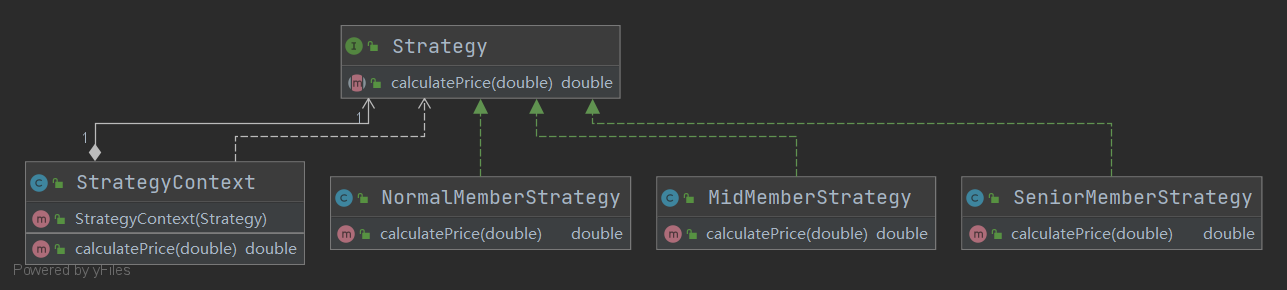 Strategy
calculatePrice(double) double
1
1
StrategyContext
StrategyContext(Strategy)
calculatePrice(double) double
NormalMemberStrategy
calculatePrice(double) double
MidMemberStrategy
calculatePrice(double) double
SeniorMemberStrategy
calculatePrice(double) double
Powered by yFiles